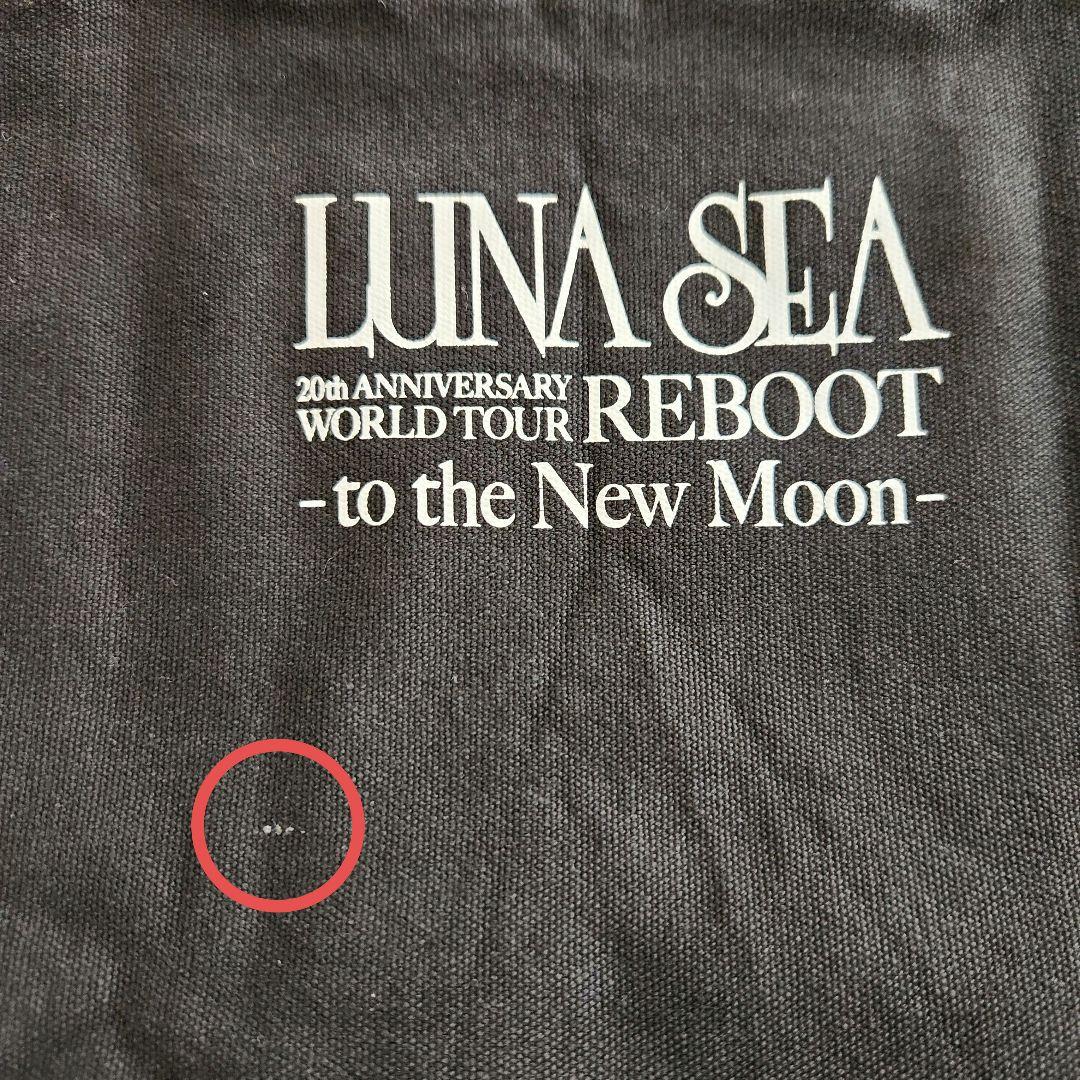 LUNA SEA
20th ANNIVERSARY
WORLD TOUR REBOOT
-to the New Moon-